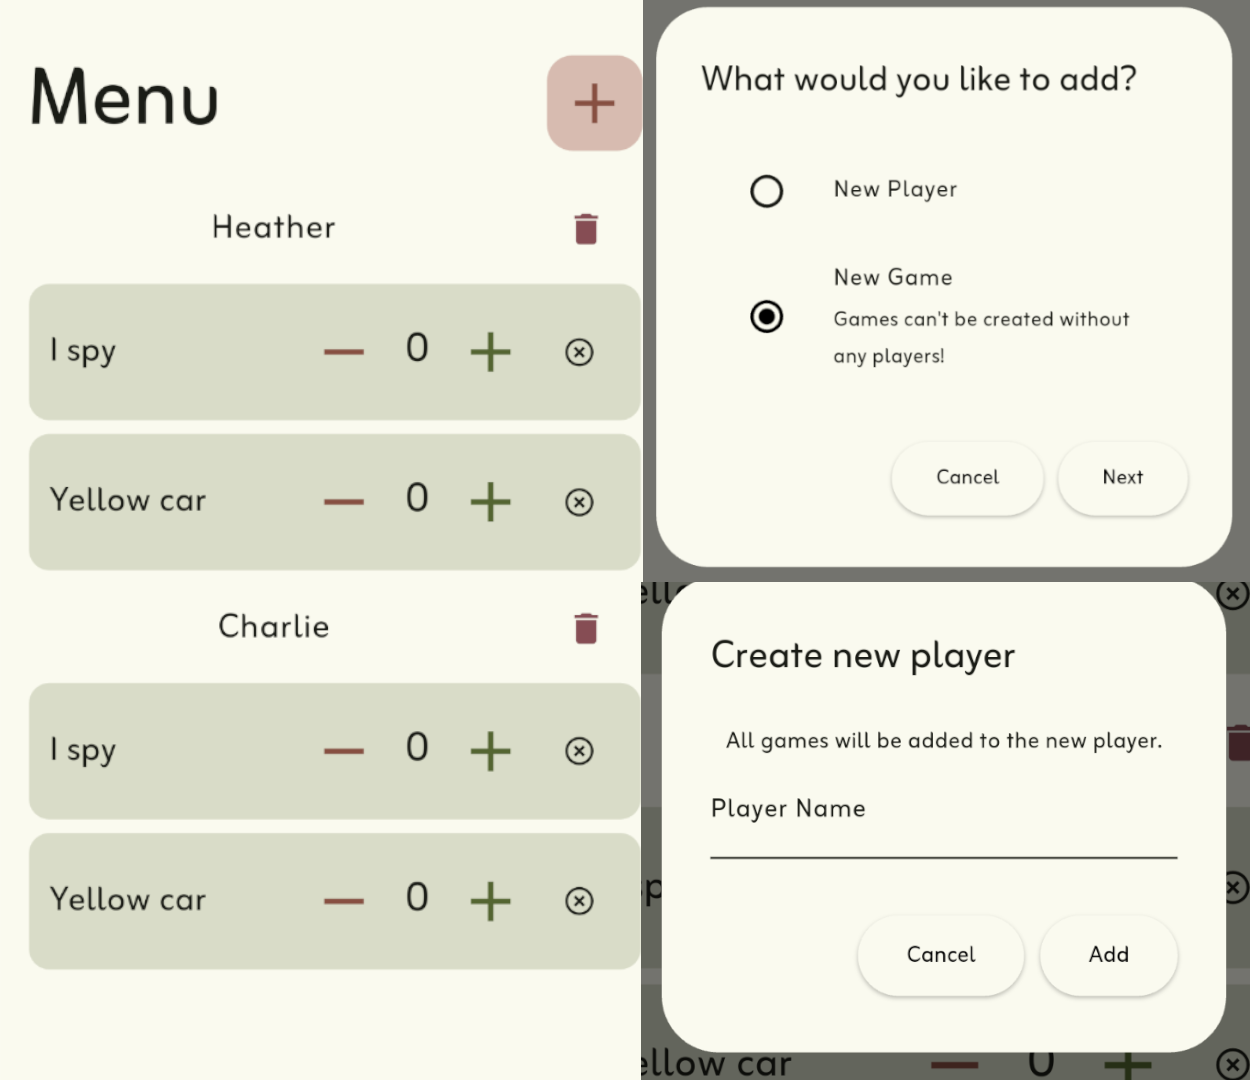 Menu
Heather
I spy
0
Yellow car
0
Charlie
I spy
0
Yellow car
0
What would you like to add?
New Player
New Game
Games can't be created without
any players!
Cancel
Next
Create new player
All games will be added to the new player.
Player Name
Cancel
Add
ellow car
0